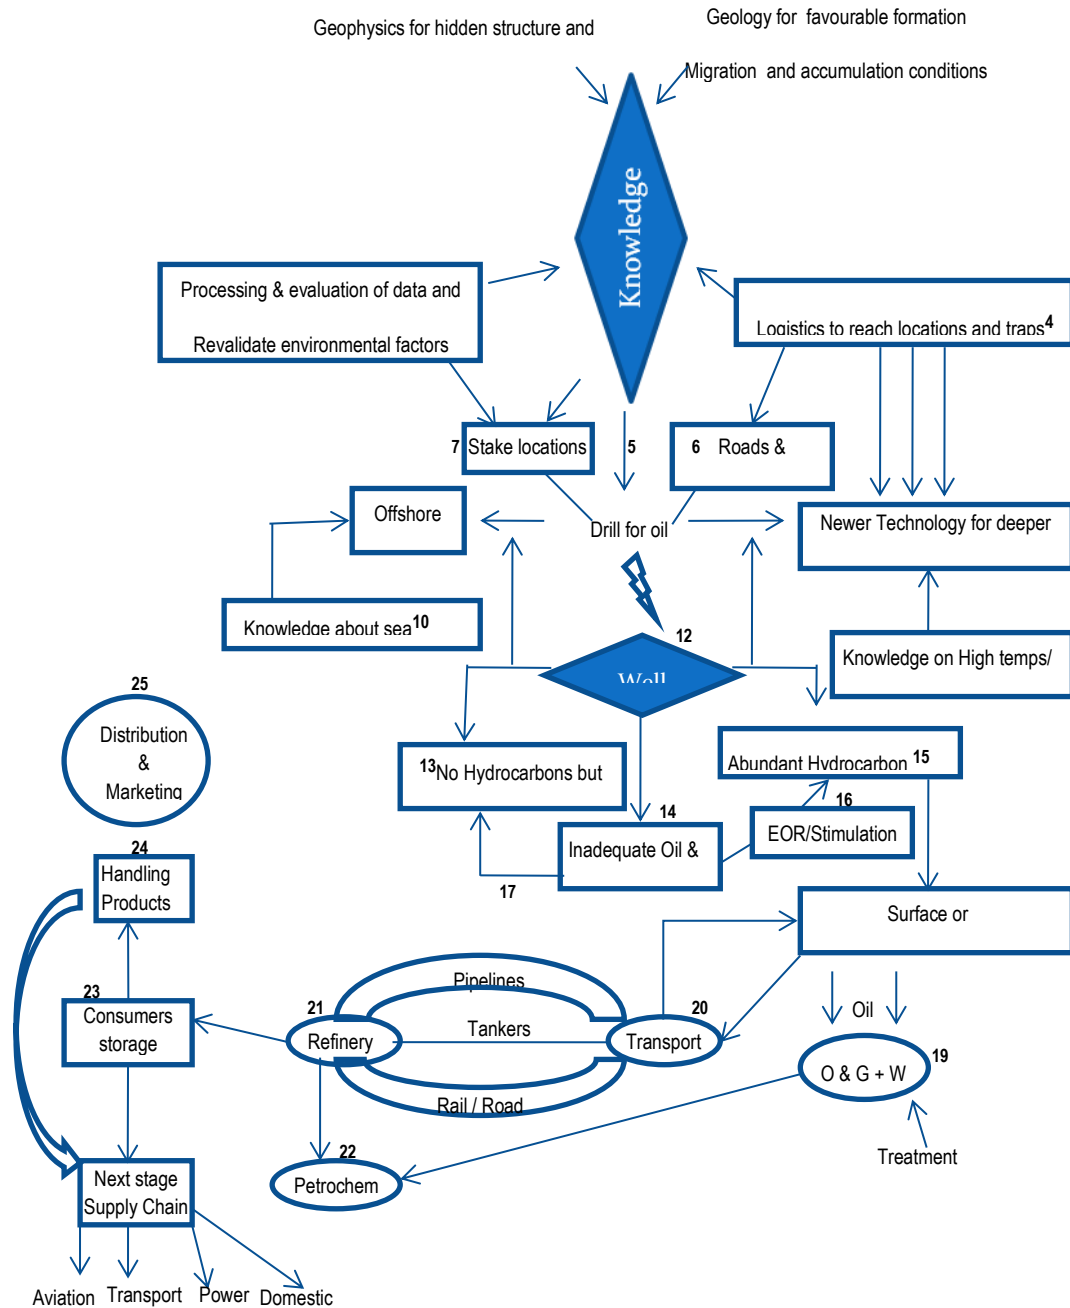 Geology for favourable formation
Geophysics for hidden structure and
Migration and accumulation conditions
Knowledge
Processing & evaluation of data and
Revalidate environmental factors
Logistics to reach locations and traps4
7 Stake locations
5
6 Roads &
Offshore
Drill for oil
Newer Technology for deeper
Knowledge about sea10
12
Well
Knowledge on High temps/
25
Distribution
&
Marketing
13No Hydrocarbons but
Abundant Hydrocarbon 15
16
EOR/Stimulation
14
Inadequate Oil &
17
24
Handling
Products
Surface or
Pipelines
23
Consumers
storage
21
Refinery
Tankers
20
Transport
Oil
19
O & G + W
Rail / Road
Treatment
22
Petrochem
Next stage
Supply Chain
Aviation Transport Power Domestic